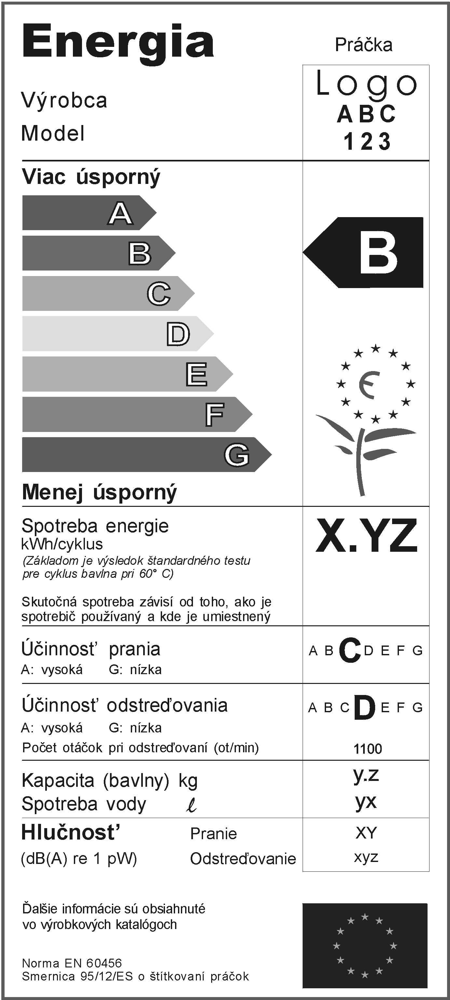 Energia
Práčka
Logo
ABC
123
Výrobca
Model
Viac úsporný
A
B
C
D
E
F
G
B
Menej úsporný
Spotreba energie
kWh/cyklus
(Základom je výsledok štandardného testu
pre cyklus bavlna pri 60° C)
X.YZ
Skutočná spotreba závisí od toho, ako je
spotrebič používaný a kde je umiestnený
Účinnosť prania
A B C D E F G
A: vysoká G: nízka
Účinnosť odstreďovania
A B C D E F G
A: vysoká G: nízka
Počet otáčok pri odstreďovaní (ot/min) 1100
Kapacita (bavlny) kg y.z
Spotreba vody ℓ yx
Hlučnosť Pranie XY
(dB(A) re 1 pW) Odstreďovanie xyz
Ďalšie informácie sú obsiahnuté
vo výrobkových katalógoch
Norma EN 60456
Smernica 95/12/ES o štítkovaní práčok